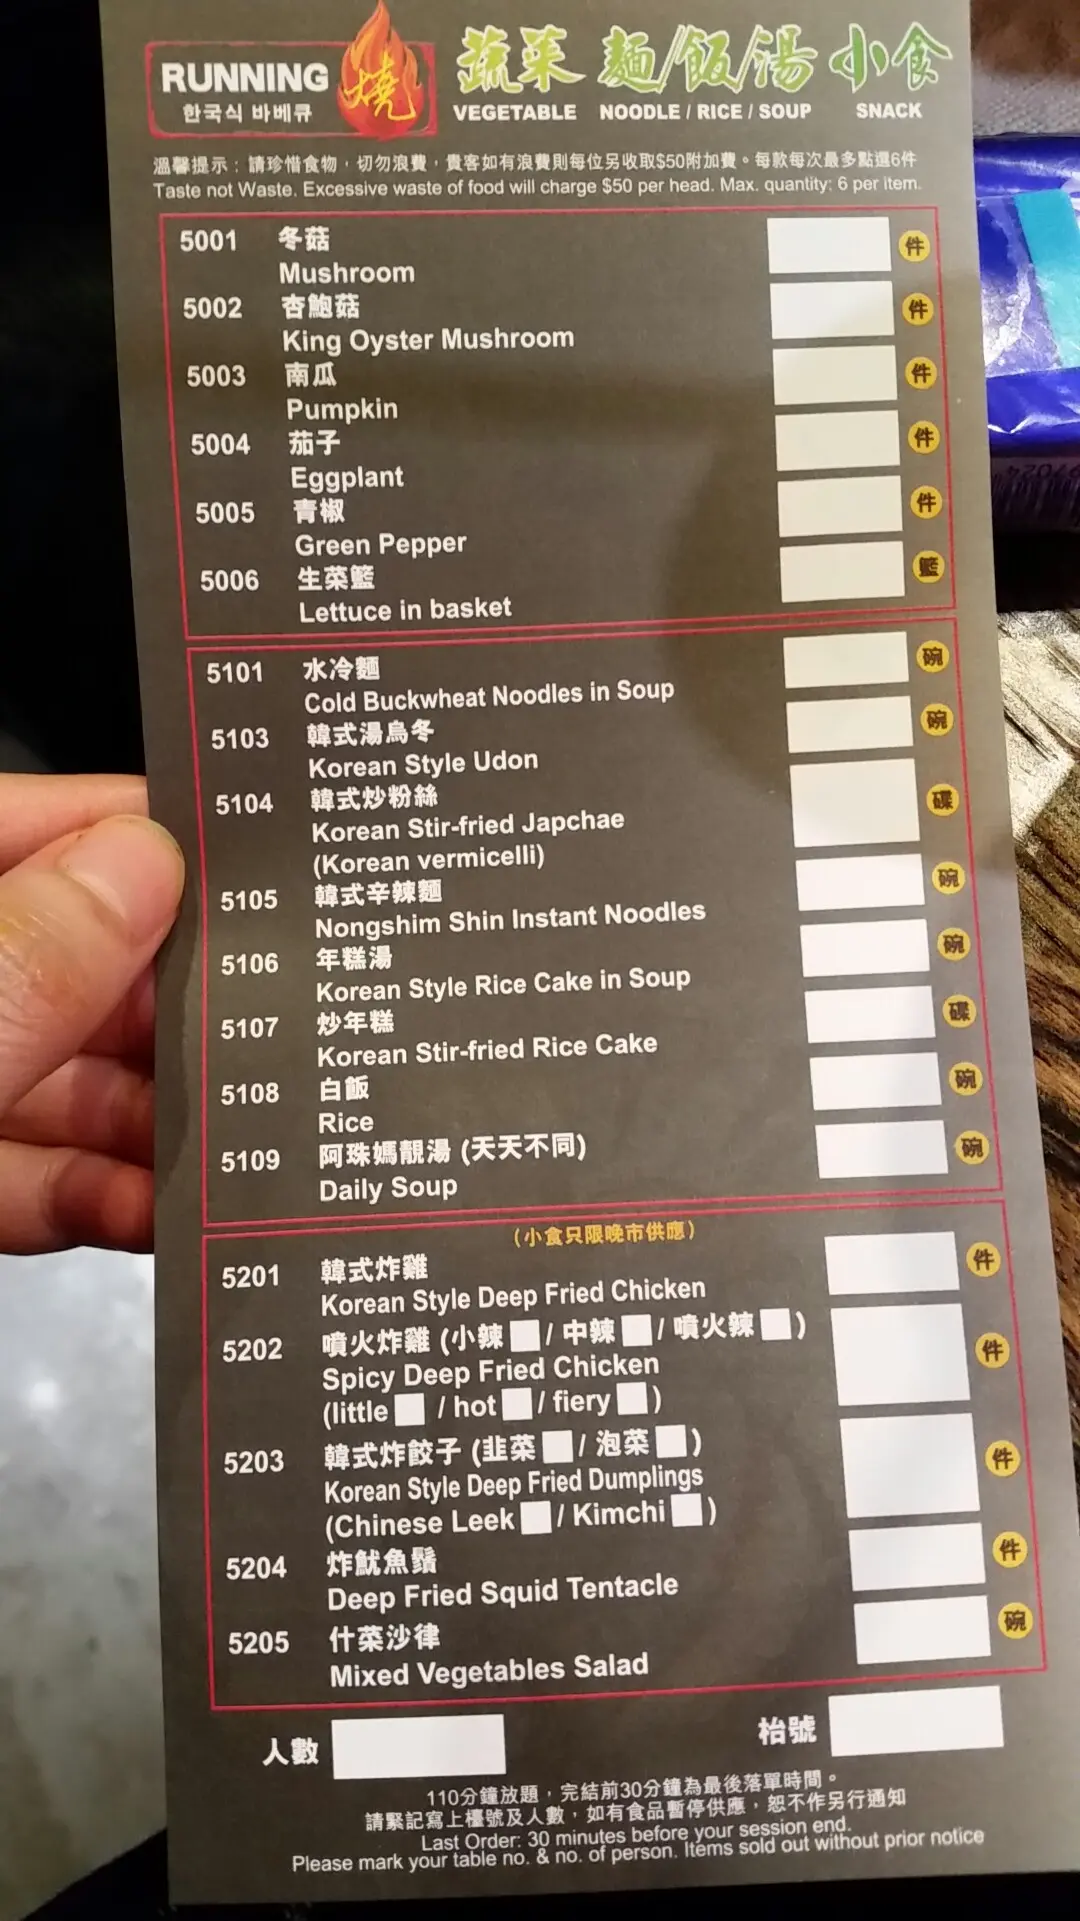 RUNNING
한국식 바베큐
燒
蔬菜 麵/飯/湯 小食
VEGETABLE NOODLE / RICE / SOUP SNACK
溫馨提示：請珍惜食物，切勿浪費，貴客如有浪費則每位另收取$50附加費。每款每次最多點選6件
Taste not Waste. Excessive waste of food will charge $50 per head. Max. quantity: 6 per item.
5001 冬菇 件
Mushroom
5002 杏鮑菇 件
King Oyster Mushroom
5003 南瓜 件
Pumpkin
5004 茄子 件
Eggplant
5005 青椒 件
Green Pepper
5006 生菜籃 籃
Lettuce in basket
5101 水冷麵 碗
Cold Buckwheat Noodles in Soup
5103 韓式湯烏冬 碗
Korean Style Udon
5104 韓式炒粉絲 碟
Korean Stir-fried Japchae
(Korean vermicelli)
5105 韓式辛辣麵 碗
Nongshim Shin Instant Noodles
5106 年糕湯 碗
Korean Style Rice Cake in Soup
5107 炒年糕 碟
Korean Stir-fried Rice Cake
5108 白飯 碗
Rice
5109 阿珠媽靚湯 (天天不同) 碗
Daily Soup
(小食只限晚市供應)
5201 韓式炸雞 件
Korean Style Deep Fried Chicken
5202 噴火炸雞 (小辣 / 中辣 / 噴火辣 ) 件
Spicy Deep Fried Chicken
(little / hot / fiery )
5203 韓式炸餃子 (韭菜 / 泡菜 ) 件
Korean Style Deep Fried Dumplings
(Chinese Leek / Kimchi )
5204 炸魷魚鬚 件
Deep Fried Squid Tentacle
5205 什菜沙律 碗
Mixed Vegetables Salad
人數 枱號
110分鐘放題，完結前30分鐘為最後落單時間。
請緊記寫上檯號及人數，如有食品暫停供應，恕不作另行通知
Last Order: 30 minutes before your session end.
Please mark your table no. & no. of person. Items sold out without prior notice